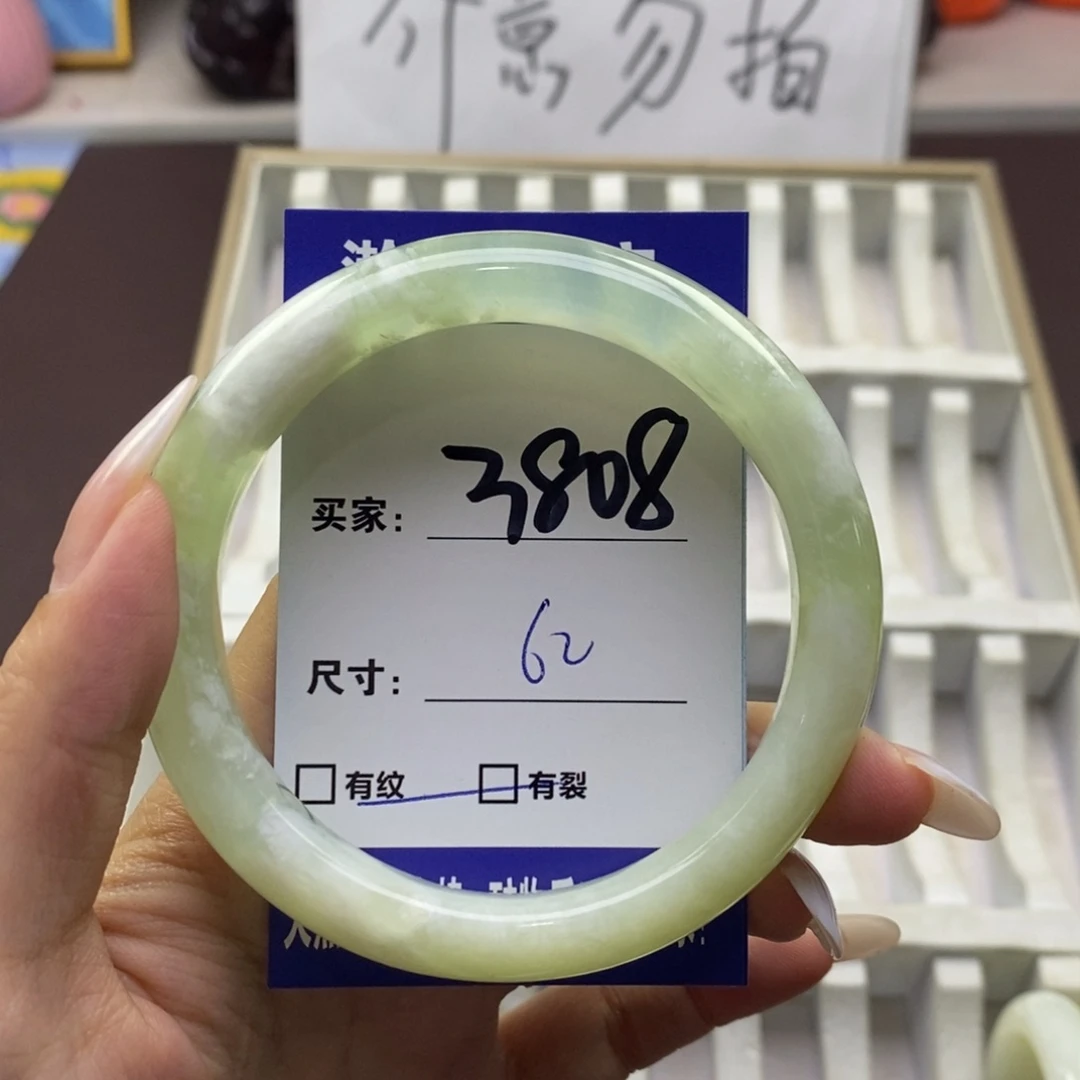 介意勿拍
买家: 3808
尺寸: 62
有纹 有裂